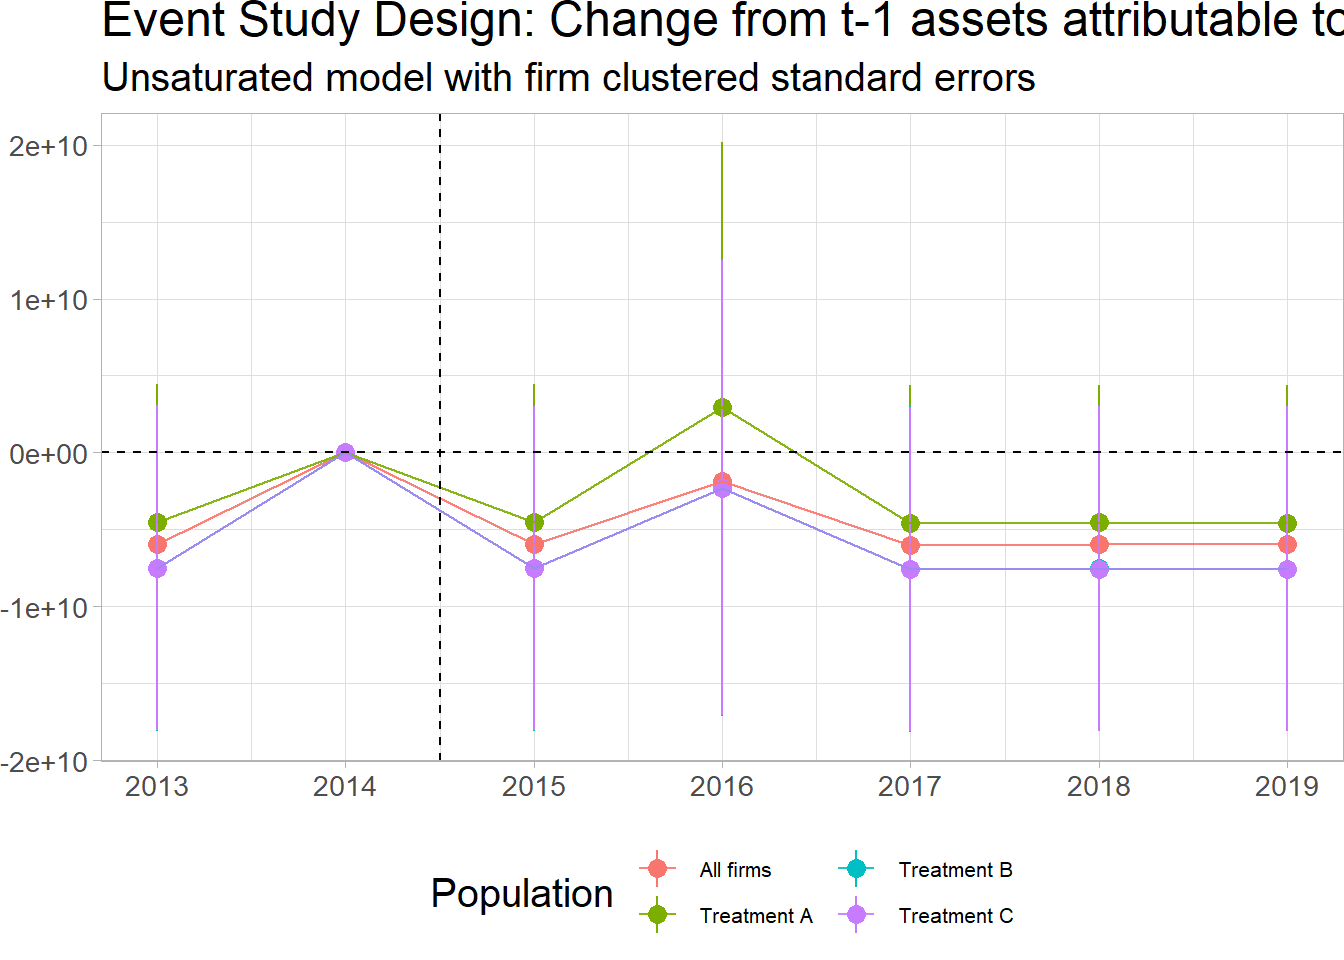 Event Study Design: Change from t-1 assets attributable to
Unsaturated model with firm clustered standard errors
2e+10
1e+10
0e+00
-1e+10
-2e+10
2013 2014 2015 2016 2017 2018 2019
Population
All firms
Treatment A
Treatment B
Treatment C